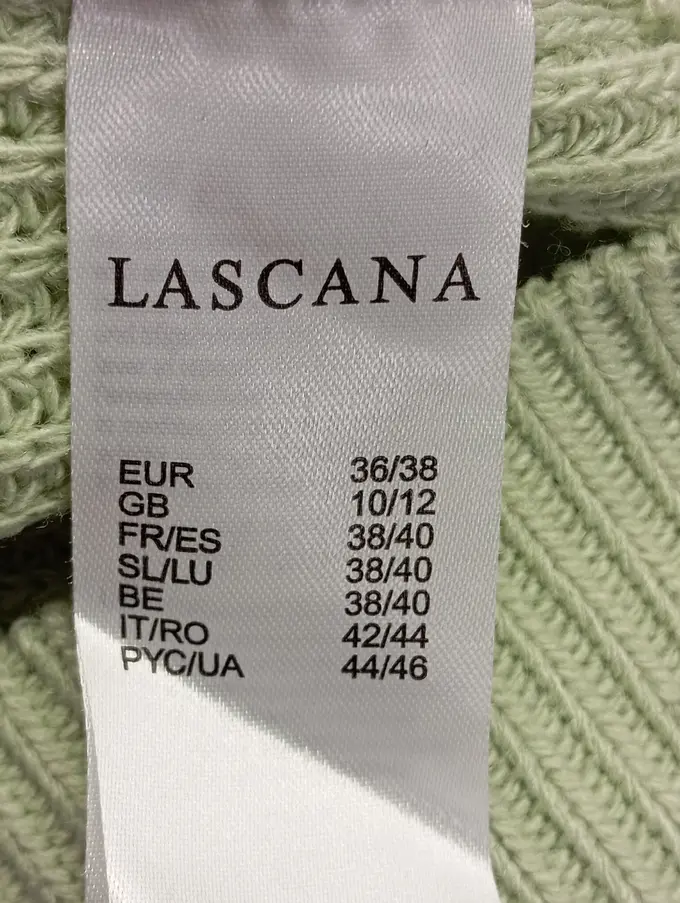 LASCANA
EUR 36/38
GB 10/12
FR/ES 38/40
SL/LU 38/40
BE 38/40
IT/RO 42/44
РУС/UA 44/46